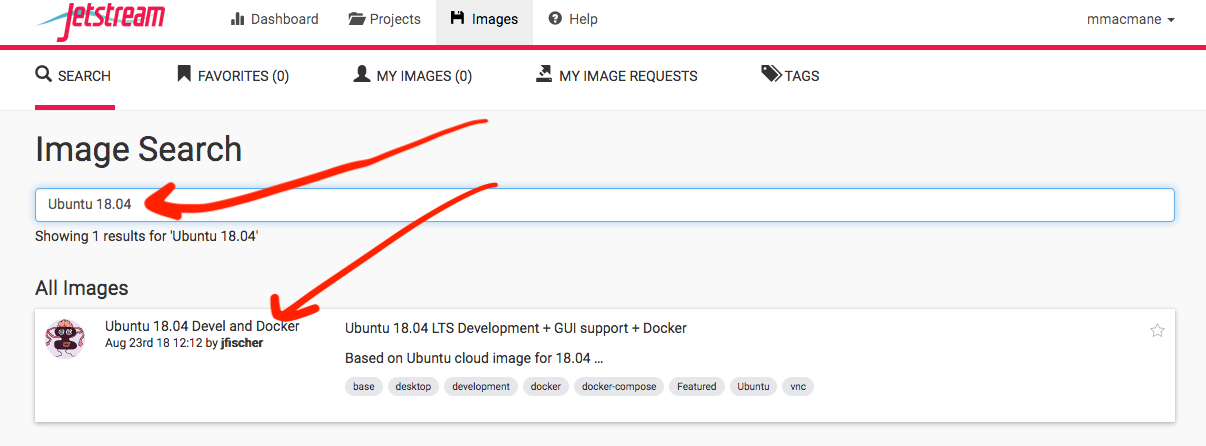 Jetstream
Dashboard Projects Images Help mmacmane
SEARCH FAVORITES (0) MY IMAGES (0) MY IMAGE REQUESTS TAGS
Image Search
Ubuntu 18.04
Showing 1 results for 'Ubuntu 18.04'
All Images
Ubuntu 18.04 Devel and Docker
Aug 23rd 18 12:12 by jfischer
Ubuntu 18.04 LTS Development + GUI support + Docker
Based on Ubuntu cloud image for 18.04 ...
base desktop development docker docker-compose Featured Ubuntu vnc